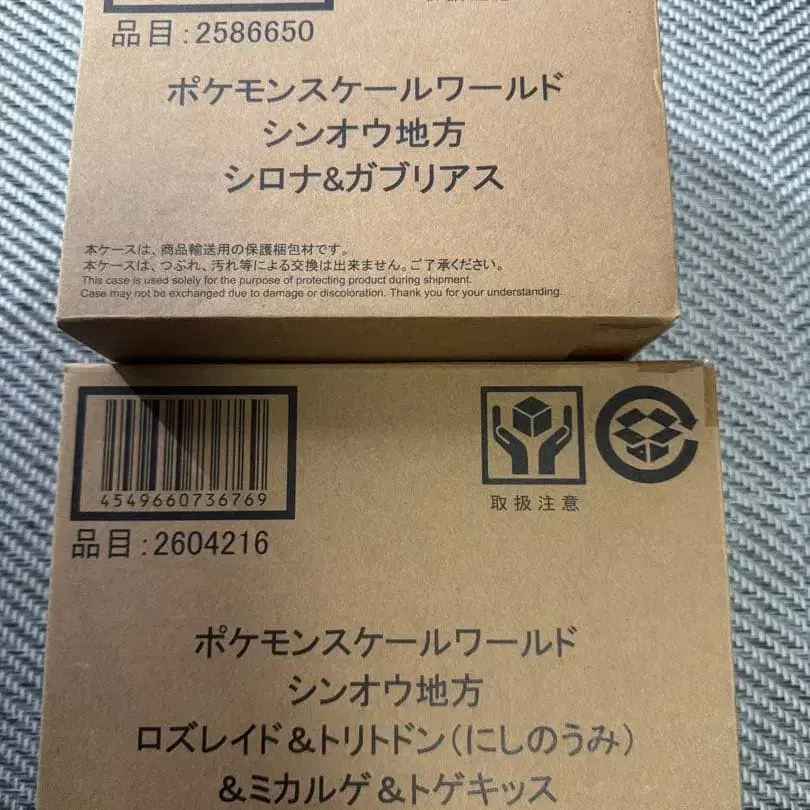 品目:2586650
ポケモンスケールワールド
シンオウ地方
シロナ&ガブリアス
本ケースは、商品輸送用の保護梱包材です。
本ケースは、つぶれ、汚れ等による交換は出来ません。ご了承ください。
This case is used solely for the purpose of protecting product during shipment.
Case may not be exchanged due to damage or discoloration. Thank you for your understanding.
4549660736769
取扱注意
品目:2604216
ポケモンスケールワールド
シンオウ地方
ロズレイド&トリトドン(にしのうみ)
&ミカルゲ&トゲキッス